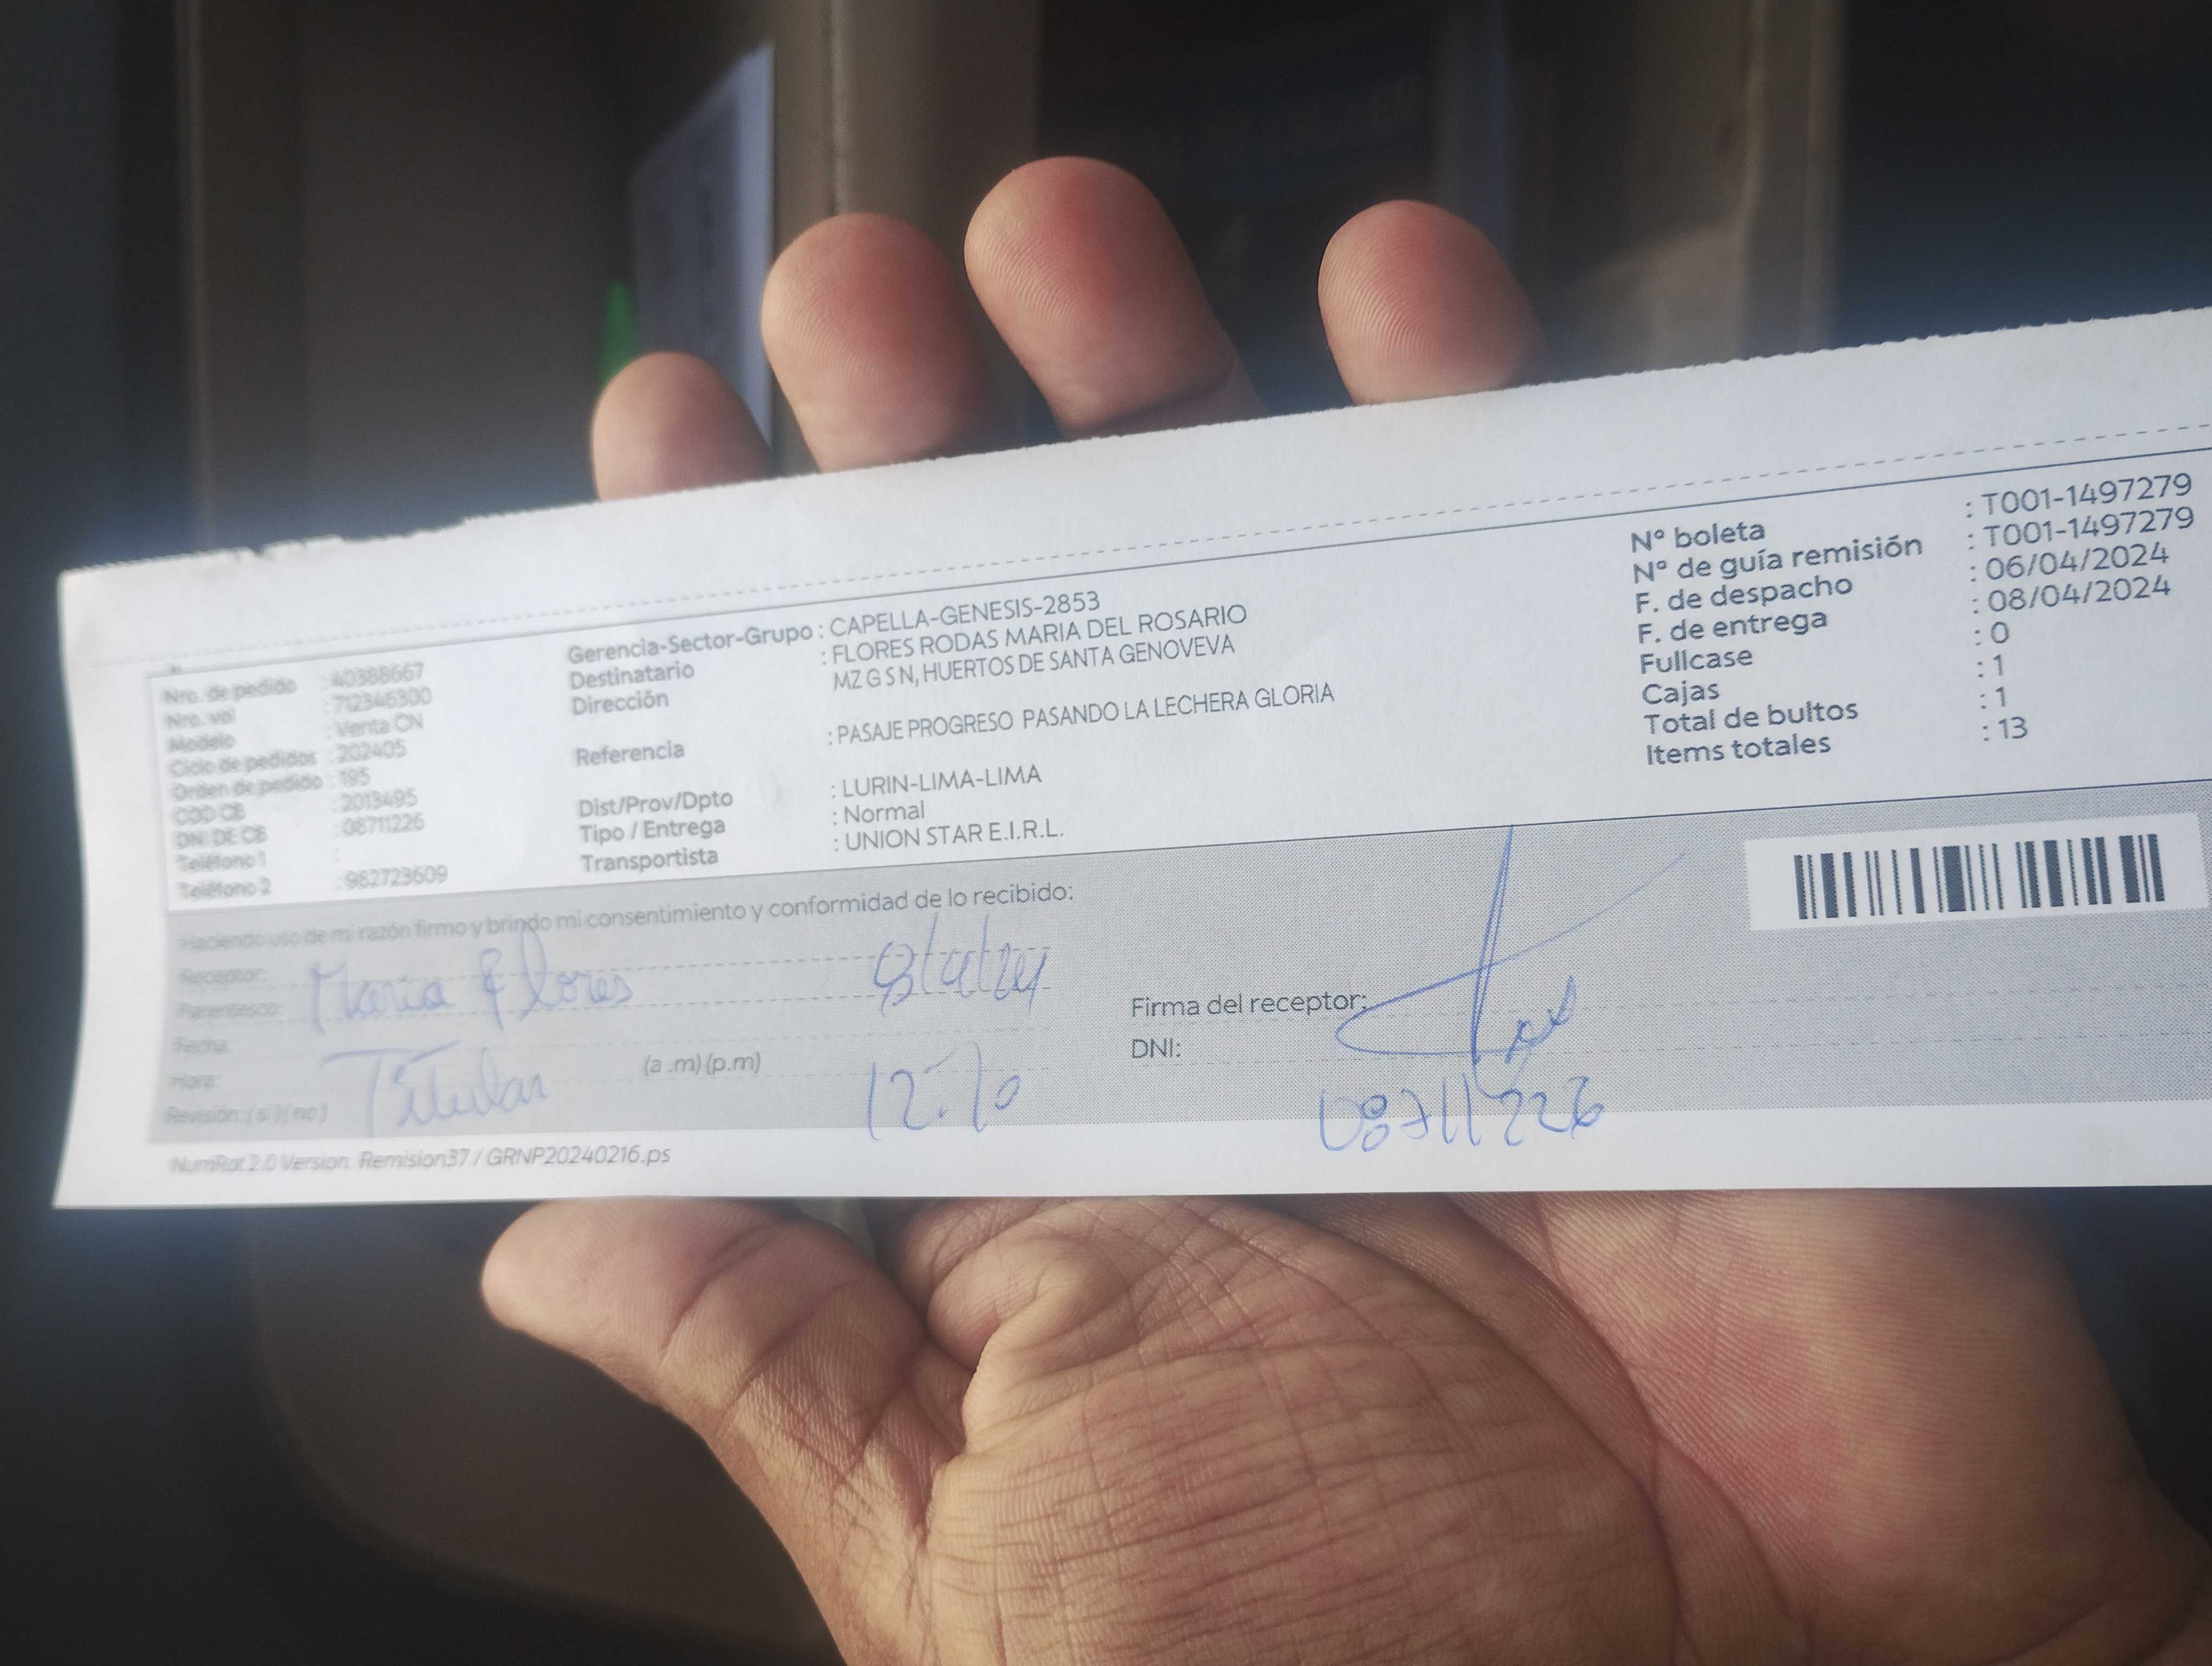 Nro. de pedido : 40388667
Nro. vol : 712346300
Modelo : Venta CN
Ciclo de pedidos : 202405
Orden de pedido : 195
COD CB : 2013495
DNI DE CB : 08711226
Teléfono 1 :
Teléfono 2 : 982723609
Gerencia-Sector-Grupo : CAPELLA-GENESIS-2853
Destinatario : FLORES RODAS MARIA DEL ROSARIO
Dirección MZ G S N, HUERTOS DE SANTA GENOVEVA
Referencia : PASAJE PROGRESO PASANDO LA LECHERA GLORIA
Dist/Prov/Dpto : LURIN-LIMA-LIMA
Tipo / Entrega : Normal
Transportista : UNION STAR E.I.R.L.
N° boleta : T001-1497279
N° de guía remisión : T001-1497279
F. de despacho : 06/04/2024
F. de entrega : 08/04/2024
Fullcase : 0
Cajas : 1
Total de bultos : 1
Items totales : 13
Haciendo uso de mi razón firmo y brindo mi consentimiento y conformidad de lo recibido:
Receptor: Maria Flores
Parentesco:
Fecha:
Hora: (a .m) (p.m)
Titular
12:10
Revisión: ( si ) ( no )
Firma del receptor:
DNI:
08711226
NumRot 2.0 Version: Remision37 / GRNP20240216.ps